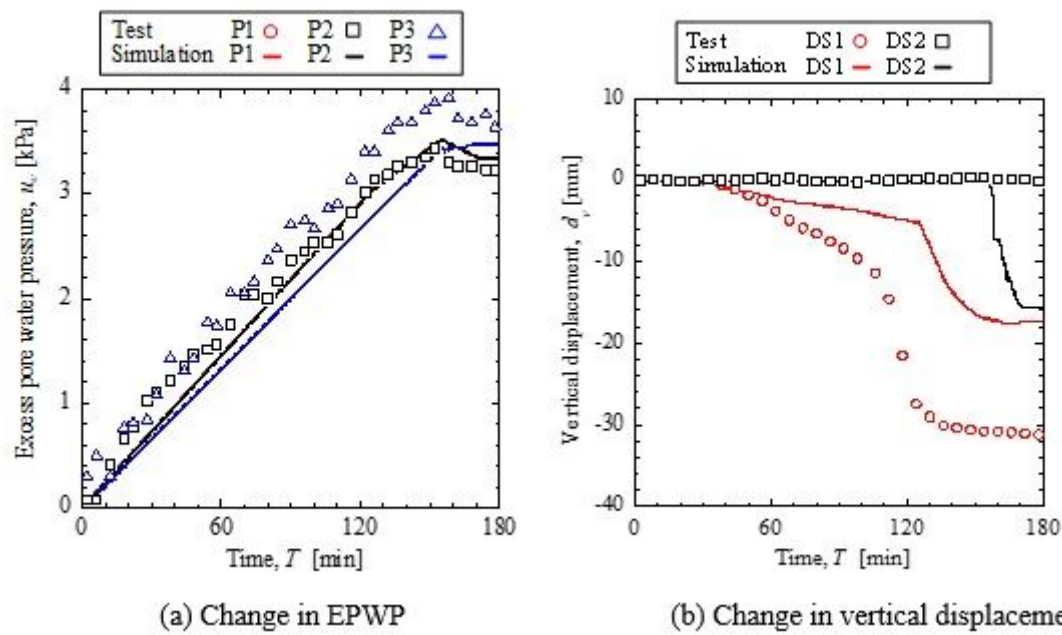 Test P1 P2 P3
Simulation P1 P2 P3
4
3
2
1
0
Excess pore water pressure, u_e [kPa]
0 60 120 180
Time, T [min]
(a) Change in EPWP
Test DS1 DS2
Simulation DS1 DS2
10
0
-10
-20
-30
-40
Vertical displacement, d_v [mm]
0 60 120 180
Time, T [min]
(b) Change in vertical displaceme